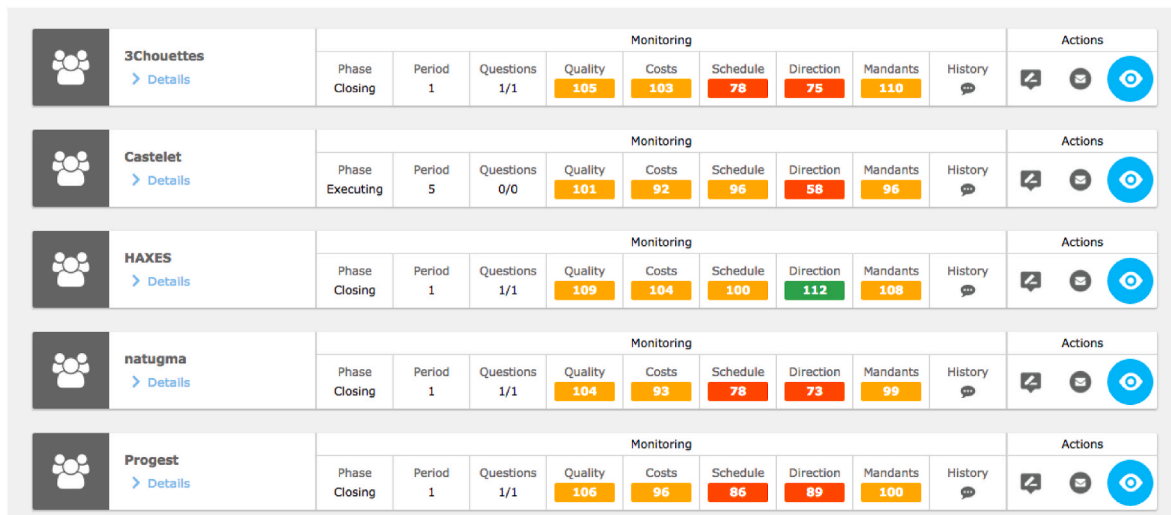 Monitoring Actions
3Chouettes
Details
Phase Period Questions Quality Costs Schedule Direction Mandants History
Closing 1 1/1 105 103 78 75 110
Monitoring Actions
Castelet
Details
Phase Period Questions Quality Costs Schedule Direction Mandants History
Executing 5 0/0 101 92 96 58 96
Monitoring Actions
HAXES
Details
Phase Period Questions Quality Costs Schedule Direction Mandants History
Closing 1 1/1 109 104 100 112 108
Monitoring Actions
natugma
Details
Phase Period Questions Quality Costs Schedule Direction Mandants History
Closing 1 1/1 104 93 78 73 99
Monitoring Actions
Progest
Details
Phase Period Questions Quality Costs Schedule Direction Mandants History
Closing 1 1/1 106 96 86 89 100